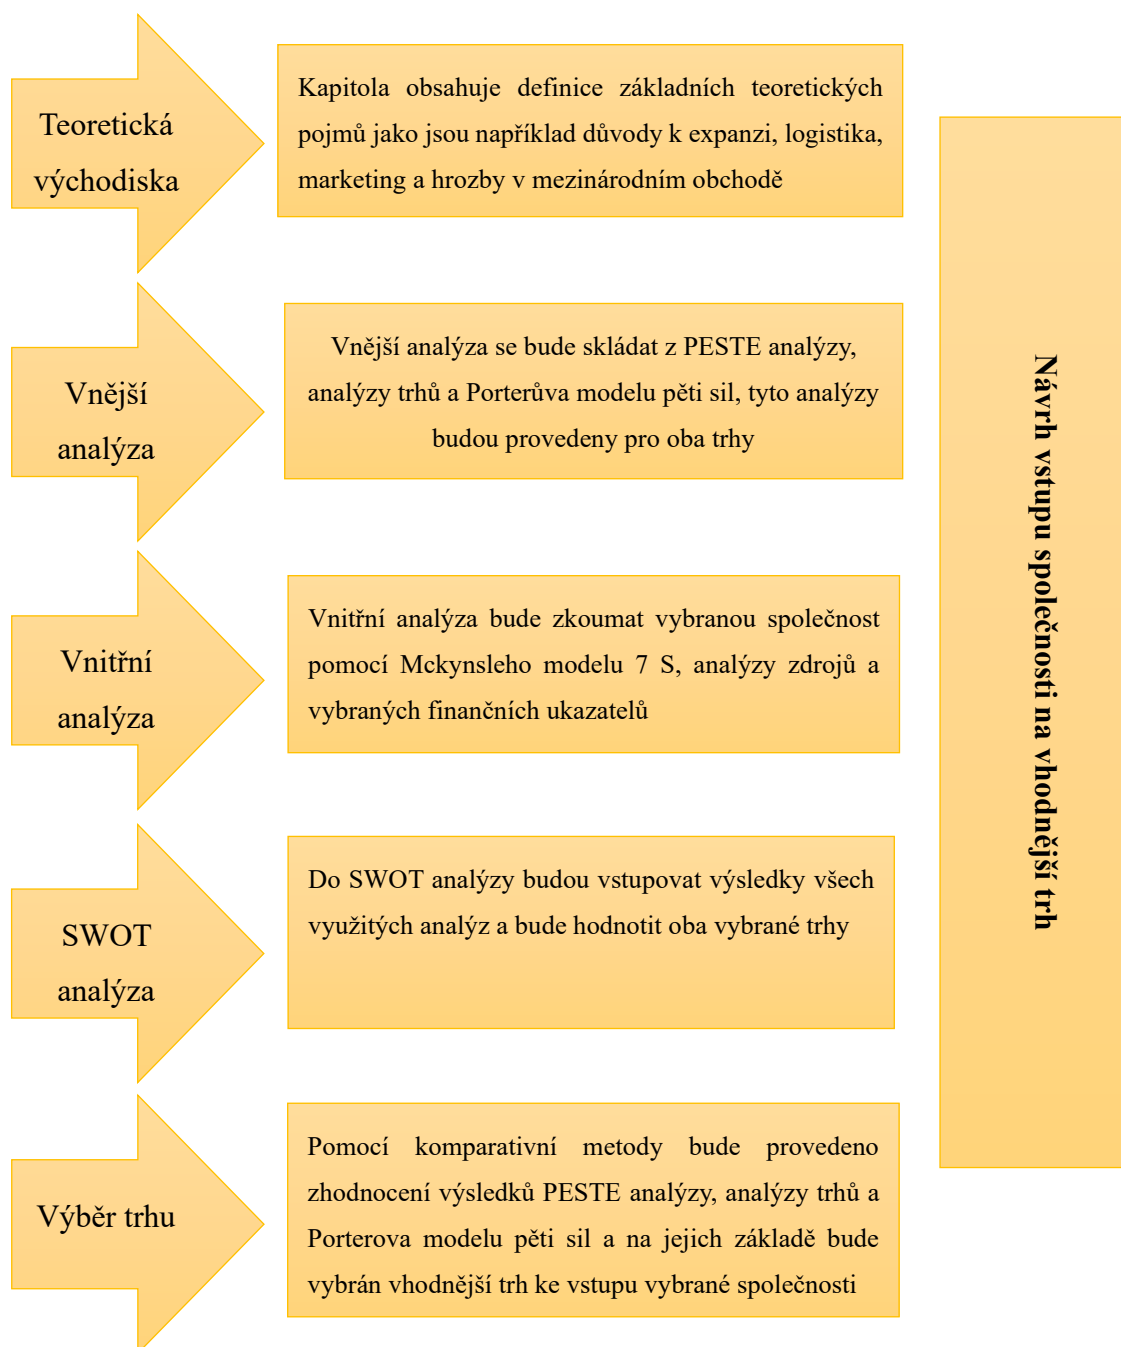 Teoretická
východiska
Kapitola obsahuje definice základních teoretických
pojmů jako jsou například důvody k expanzi, logistika,
marketing a hrozby v mezinárodním obchodě
Vnější
analýza
Vnější analýza se bude skládat z PESTE analýzy,
analýzy trhů a Porterůva modelu pěti sil, tyto analýzy
budou provedeny pro oba trhy
Vnitřní
analýza
Vnitřní analýza bude zkoumat vybranou společnost
pomocí Mckynsleho modelu 7 S, analýzy zdrojů a
vybraných finančních ukazatelů
SWOT
analýza
Do SWOT analýzy budou vstupovat výsledky všech
využitých analýz a bude hodnotit oba vybrané trhy
Výběr trhu
Pomocí komparativní metody bude provedeno
zhodnocení výsledků PESTE analýzy, analýzy trhů a
Porterova modelu pěti sil a na jejich základě bude
vybrán vhodnější trh ke vstupu vybrané společnosti
Návrh vstupu společnosti na vhodnější trh